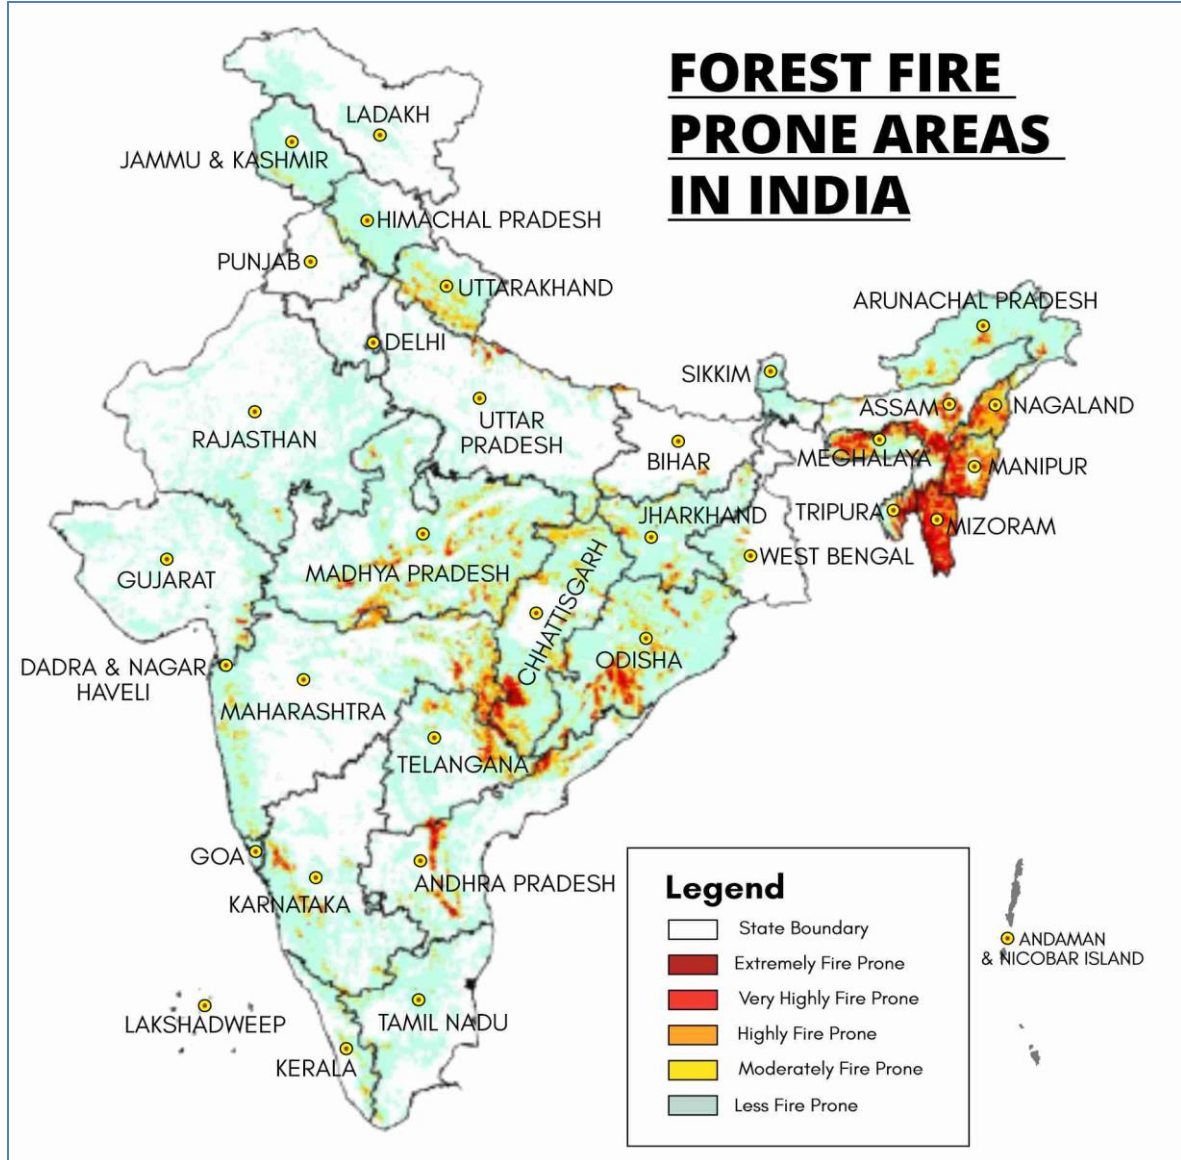 FOREST FIRE
PRONE AREAS
IN INDIA
LADAKH
JAMMU & KASHMIR
HIMACHAL PRADESH
PUNJAB
UTTARAKHAND
ARUNACHAL PRADESH
DELHI
SIKKIM
ASSAM
NAGALAND
RAJASTHAN
UTTAR
PRADESH
BIHAR
MEGHALAYA
MANIPUR
JHARKHAND
TRIPURA
MIZORAM
GUJARAT
MADHYA PRADESH
WEST BENGAL
CHHATTISGARH
ODISHA
DADRA & NAGAR
HAVELI
MAHARASHTRA
TELANGANA
GOA
ANDHRA PRADESH
KARNATAKA
LAKSHADWEEP
TAMIL NADU
KERALA
Legend
State Boundary
Extremely Fire Prone
Very Highly Fire Prone
Highly Fire Prone
Moderately Fire Prone
Less Fire Prone
ANDAMAN
& NICOBAR ISLAND